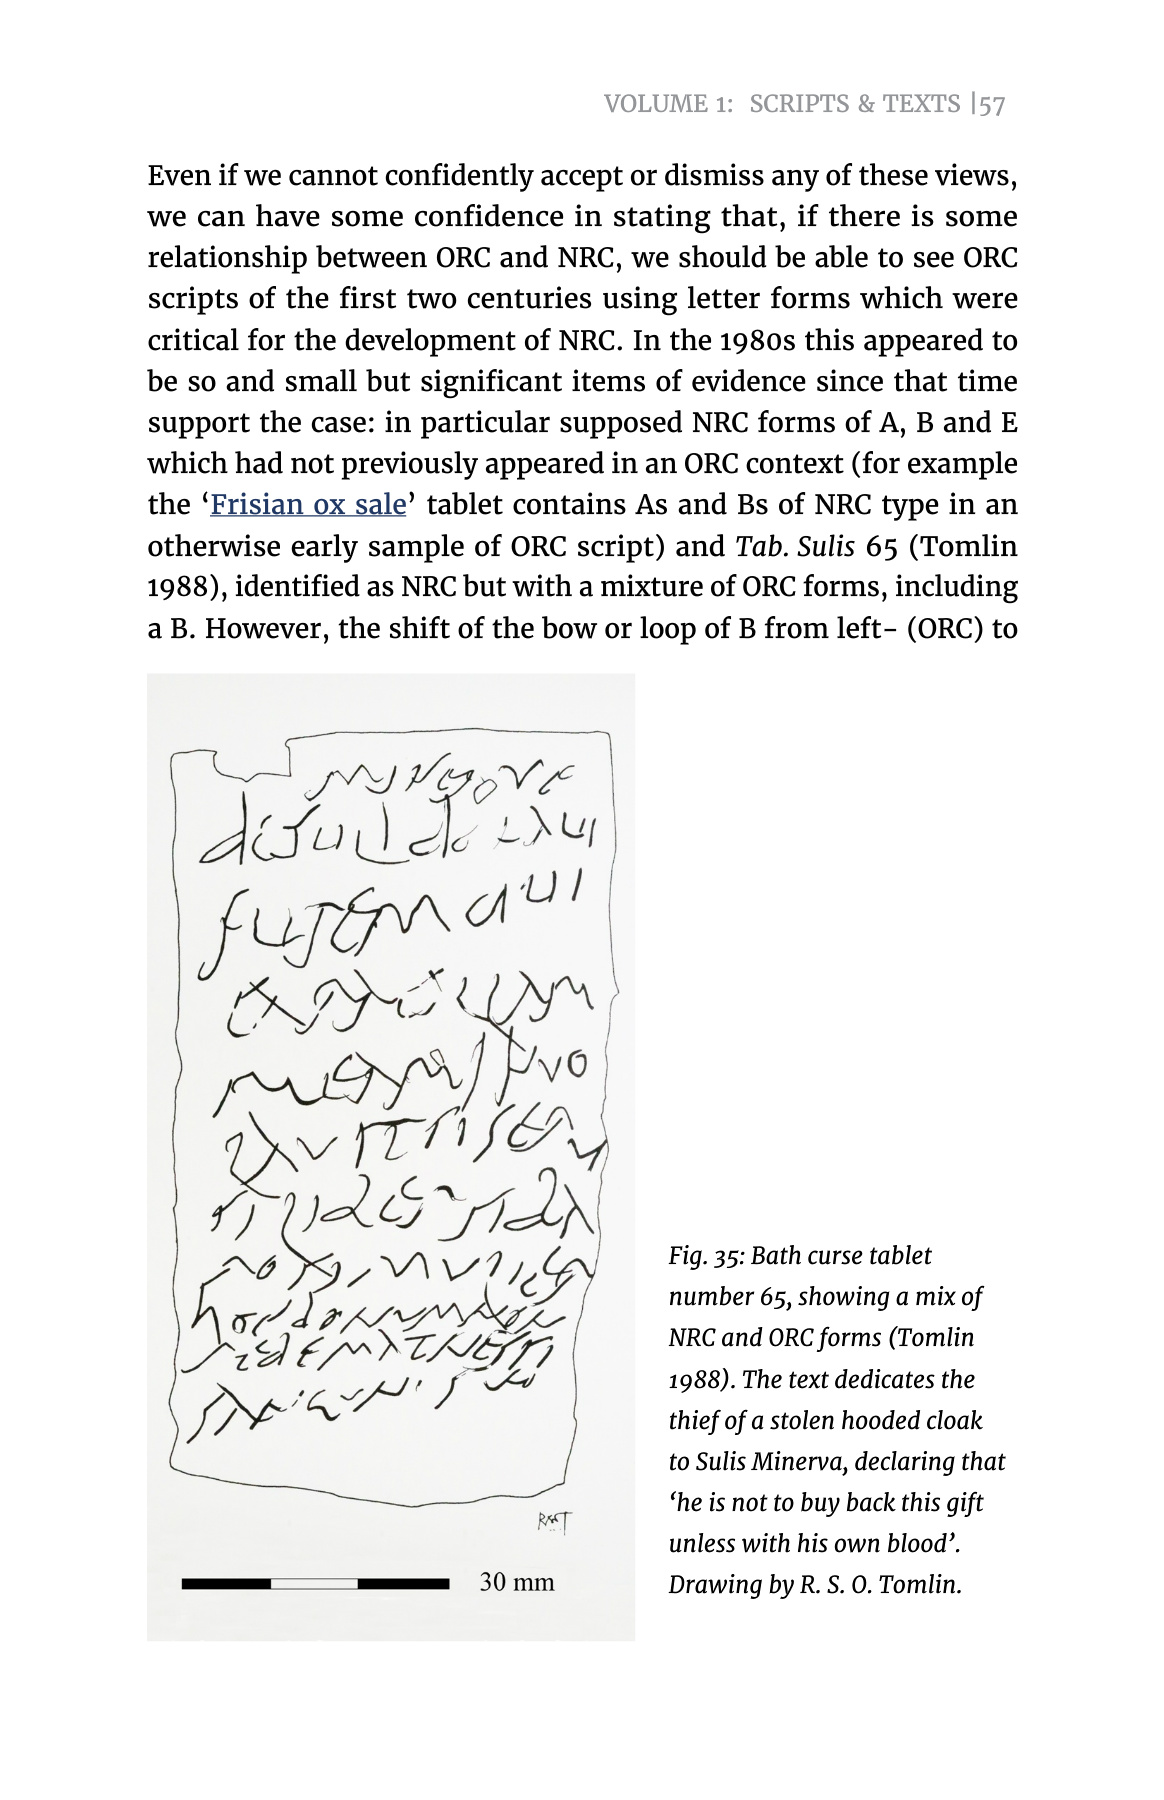 VOLUME 1: SCRIPTS & TEXTS |57
Even if we cannot confidently accept or dismiss any of these views,
we can have some confidence in stating that, if there is some
relationship between ORC and NRC, we should be able to see ORC
scripts of the first two centuries using letter forms which were
critical for the development of NRC. In the 1980s this appeared to
be so and small but significant items of evidence since that time
support the case: in particular supposed NRC forms of A, B and E
which had not previously appeared in an ORC context (for example
the ‘Frisian ox sale’ tablet contains As and Bs of NRC type in an
otherwise early sample of ORC script) and Tab. Sulis 65 (Tomlin
1988), identified as NRC but with a mixture of ORC forms, including
a B. However, the shift of the bow or loop of B from left- (ORC) to
furem qui
30 mm
Fig. 35: Bath curse tablet
number 65, showing a mix of
NRC and ORC forms (Tomlin
1988). The text dedicates the
thief of a stolen hooded cloak
to Sulis Minerva, declaring that
‘he is not to buy back this gift
unless with his own blood’.
Drawing by R. S. O. Tomlin.